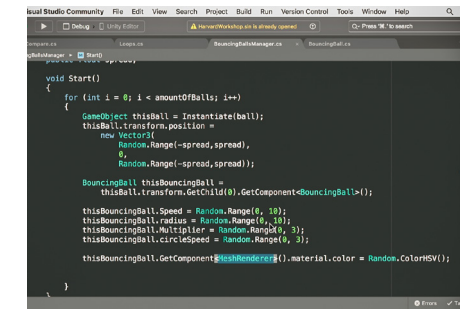 Visual Studio Community File Edit View Search Project Build Run Version Control Tools Window Help
Debug Unity Editor HarvardWorkshop.sln is already opened Press '⌘.' to search
Loops.cs BouncingBallsManager.cs BouncingBall.cs
Start()
void Start()
{
for (int i = 0; i < amountOfBalls; i++)
{
GameObject thisBall = Instantiate(ball);
thisBall.transform.position =
new Vector3(
Random.Range(-spread,spread),
0,
Random.Range(-spread,spread));
BouncingBall thisBouncingBall =
thisBall.transform.GetChild(0).GetComponent<BouncingBall>();
thisBouncingBall.Speed = Random.Range(0, 10);
thisBouncingBall.radius = Random.Range(0, 10);
thisBouncingBall.Multiplier = Random.Range(0, 3);
thisBouncingBall.circleSpeed = Random.Range(0, 3);
thisBouncingBall.GetComponent<MeshRenderer>().material.color = Random.ColorHSV();
}
Errors